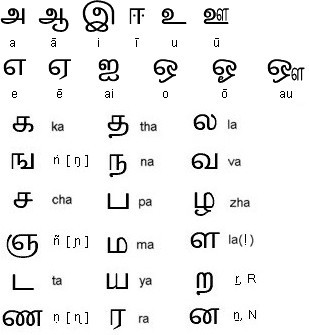 அ ஆ இ ஈ உ ஊ
a ā i ī u ū
எ ஏ ஐ ஒ ஓ ஔ
e ē ai o ō au
க ka த tha ல la
ங ṅ [ŋ] ந na வ va
ச cha ப pa ழ zha
ஞ ñ [ɲ] ம ma ள la(!)
ட ta ய ya ற ṟ, R
ண ṇ [ɳ] ர ra ன ṉ, N